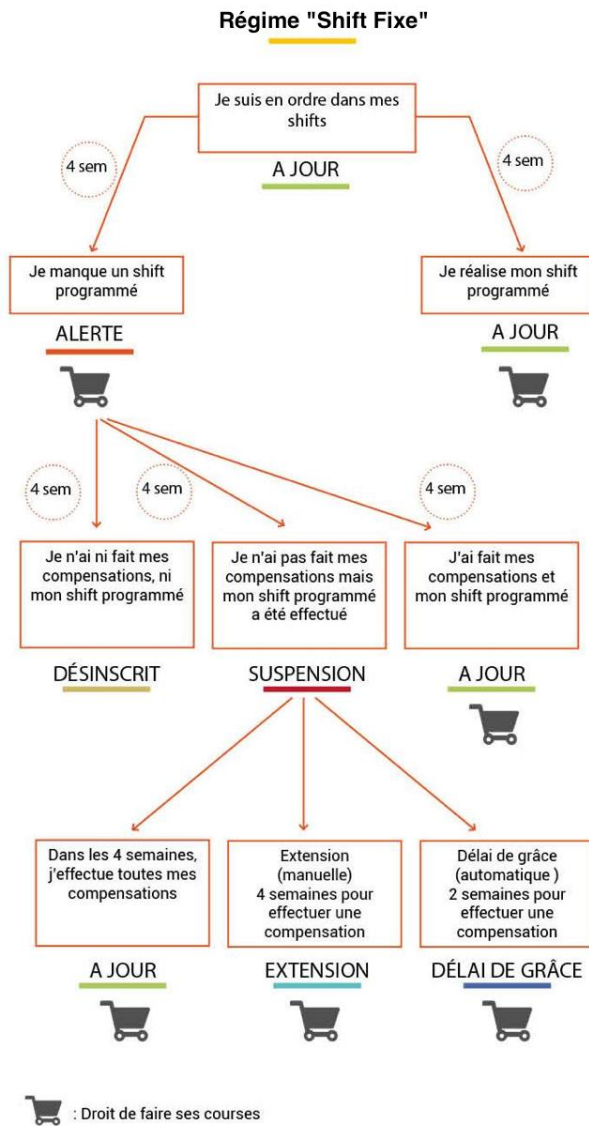 Régime "Shift Fixe"
Je suis en ordre dans mes
shifts
A JOUR
4 sem
4 sem
Je manque un shift
programmé
ALERTE
Je réalise mon shift
programmé
A JOUR
4 sem
4 sem
4 sem
Je n'ai ni fait mes
compensations, ni
mon shift programmé
DÉSINSCRIT
Je n'ai pas fait mes
compensations mais
mon shift programmé
a été effectué
SUSPENSION
J'ai fait mes
compensations et
mon shift programmé
A JOUR
Dans les 4 semaines,
j'effectue toutes mes
compensations
A JOUR
Extension
(manuelle)
4 semaines pour
effectuer une
compensation
EXTENSION
Délai de grâce
(automatique )
2 semaines pour
effectuer une
compensation
DÉLAI DE GRÂCE
: Droit de faire ses courses